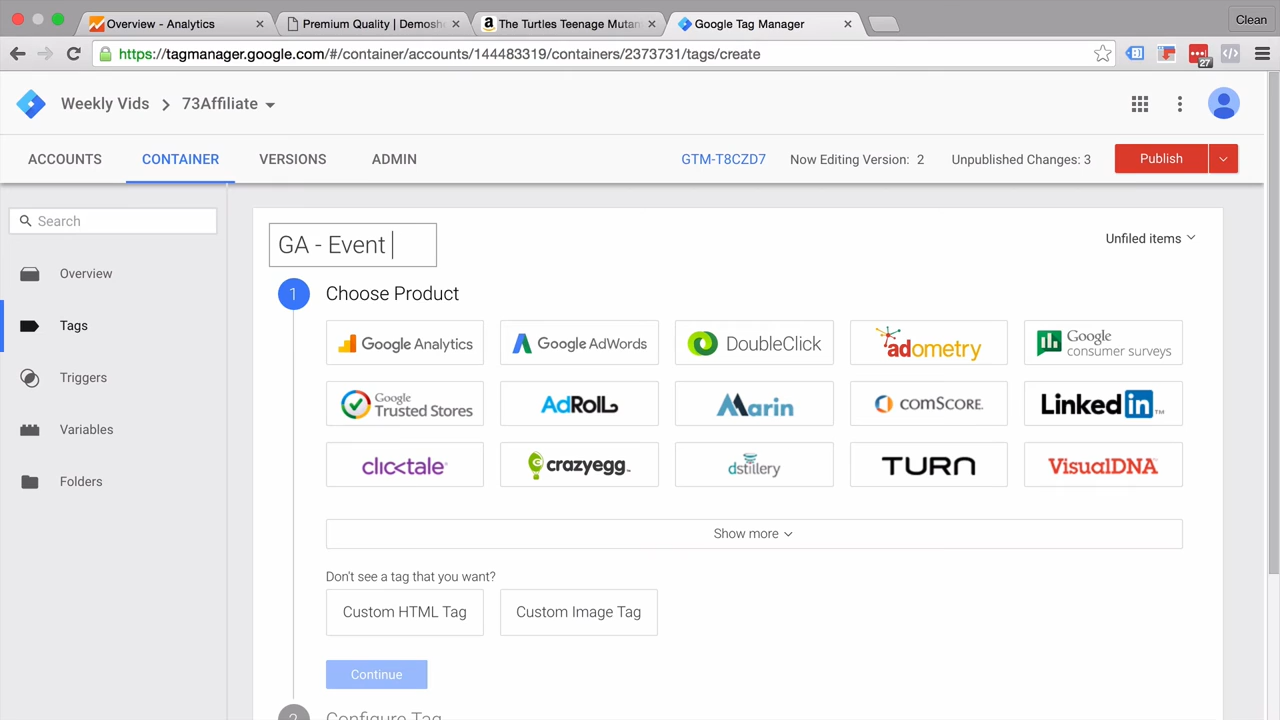 Overview - Analytics
Premium Quality | Demosh
The Turtles Teenage Mutan
Google Tag Manager
Clean
https://tagmanager.google.com/#/container/accounts/144483319/containers/2373731/tags/create
27
Weekly Vids > 73Affiliate
ACCOUNTS CONTAINER VERSIONS ADMIN GTM-T8CZD7 Now Editing Version: 2 Unpublished Changes: 3 Publish
Search
Overview
Tags
Triggers
Variables
Folders
GA - Event
Unfiled items
1 Choose Product
Google Analytics Google AdWords DoubleClick adometry Google consumer surveys
Google Trusted Stores AdRoll Marin comScore. LinkedIn
clicktale crazyegg dstillery TURN VisualDNA
Show more
Don't see a tag that you want?
Custom HTML Tag Custom Image Tag
Continue
2 Configure Tag